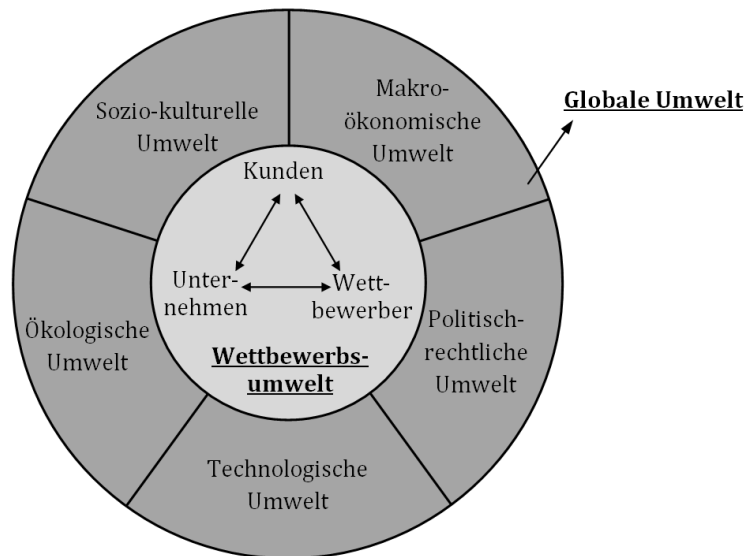 Sozio-kulturelle
Umwelt
Makro-
ökonomische
Umwelt
Globale Umwelt
Kunden
Unter-
nehmen
Wett-
bewerber
Ökologische
Umwelt
Politisch-
rechtliche
Umwelt
Wettbewerbs-
umwelt
Technologische
Umwelt